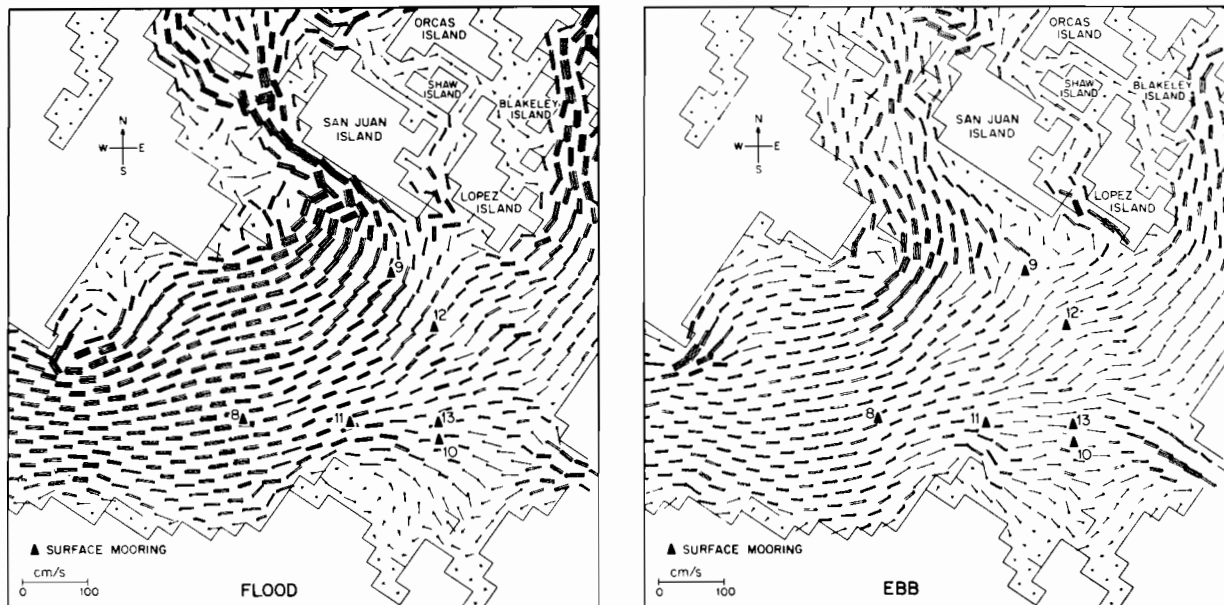 ORCAS
ISLAND
SHAW
ISLAND
BLAKELEY
ISLAND
SAN JUAN
ISLAND
LOPEZ
ISLAND
N
W E
S
9
12
8
11
13
10
▲ SURFACE MOORING
cm/s
0 100
FLOOD
ORCAS
ISLAND
SHAW
ISLAND
BLAKELEY
ISLAND
SAN JUAN
ISLAND
LOPEZ
ISLAND
N
W E
S
9
12
8
11
13
10
▲ SURFACE MOORING
cm/s
0 100
EBB